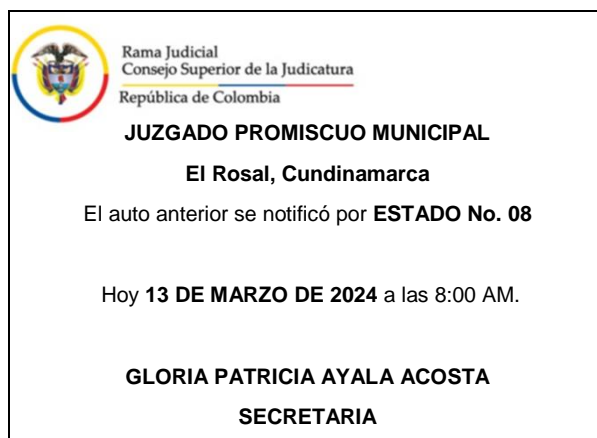 Rama Judicial
Consejo Superior de la Judicatura
República de Colombia
JUZGADO PROMISCUO MUNICIPAL
El Rosal, Cundinamarca
El auto anterior se notificó por ESTADO No. 08
Hoy 13 DE MARZO DE 2024 a las 8:00 AM.
GLORIA PATRICIA AYALA ACOSTA
SECRETARIA